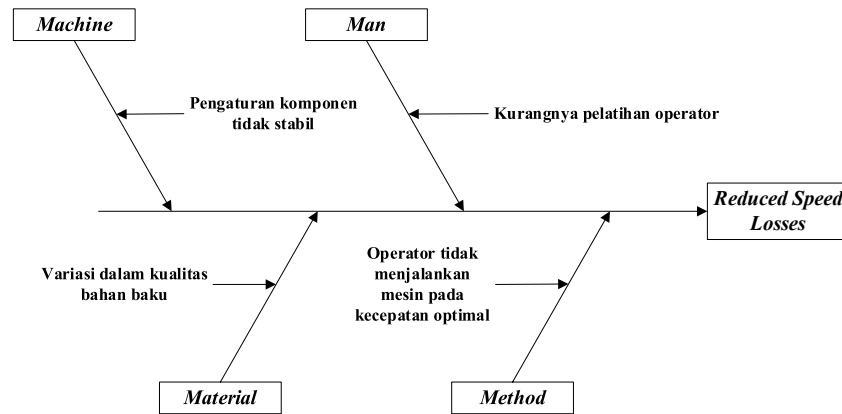 Machine
Man
Pengaturan komponen
tidak stabil
Kurangnya pelatihan operator
Reduced Speed
Losses
Variasi dalam kualitas
bahan baku
Operator tidak
menjalankan
mesin pada
kecepatan optimal
Material
Method